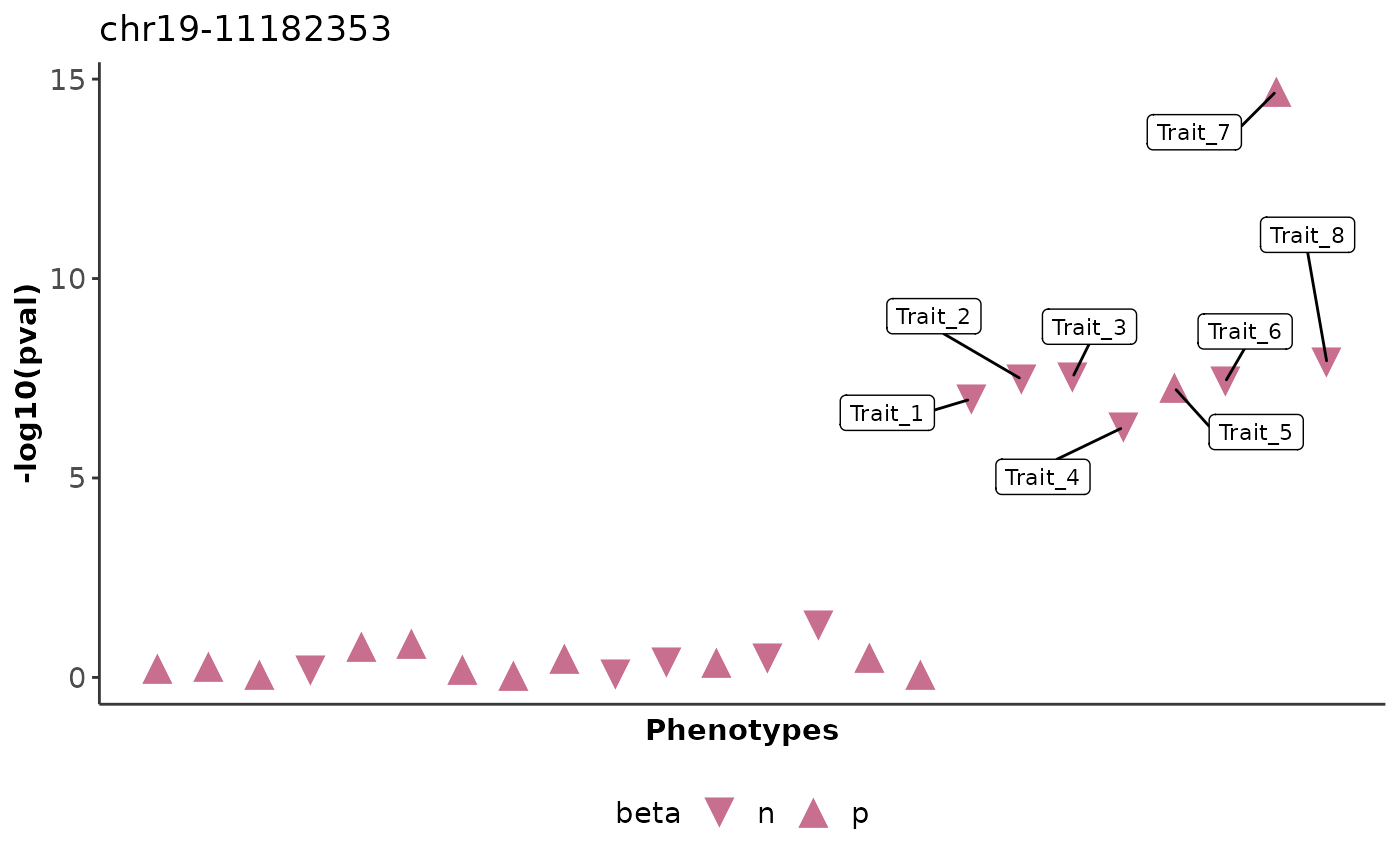 chr19-11182353
15
Trait_7
Trait_8
10
Trait_2
Trait_3
Trait_6
-log10(pval)
Trait_1
Trait_5
5
Trait_4
0
Phenotypes
beta n p